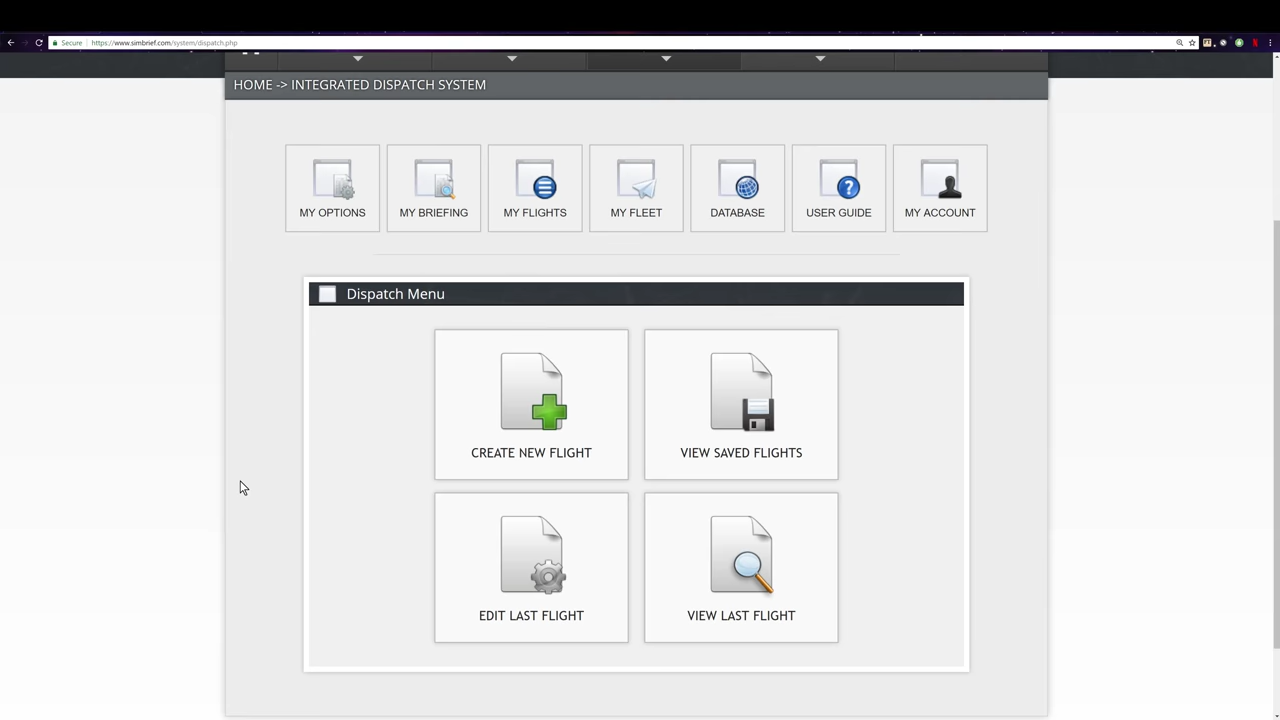 Secure
https://www.simbrief.com/system/dispatch.php
HOME -> INTEGRATED DISPATCH SYSTEM
MY OPTIONS
MY BRIEFING
MY FLIGHTS
MY FLEET
DATABASE
USER GUIDE
MY ACCOUNT
Dispatch Menu
CREATE NEW FLIGHT
VIEW SAVED FLIGHTS
EDIT LAST FLIGHT
VIEW LAST FLIGHT